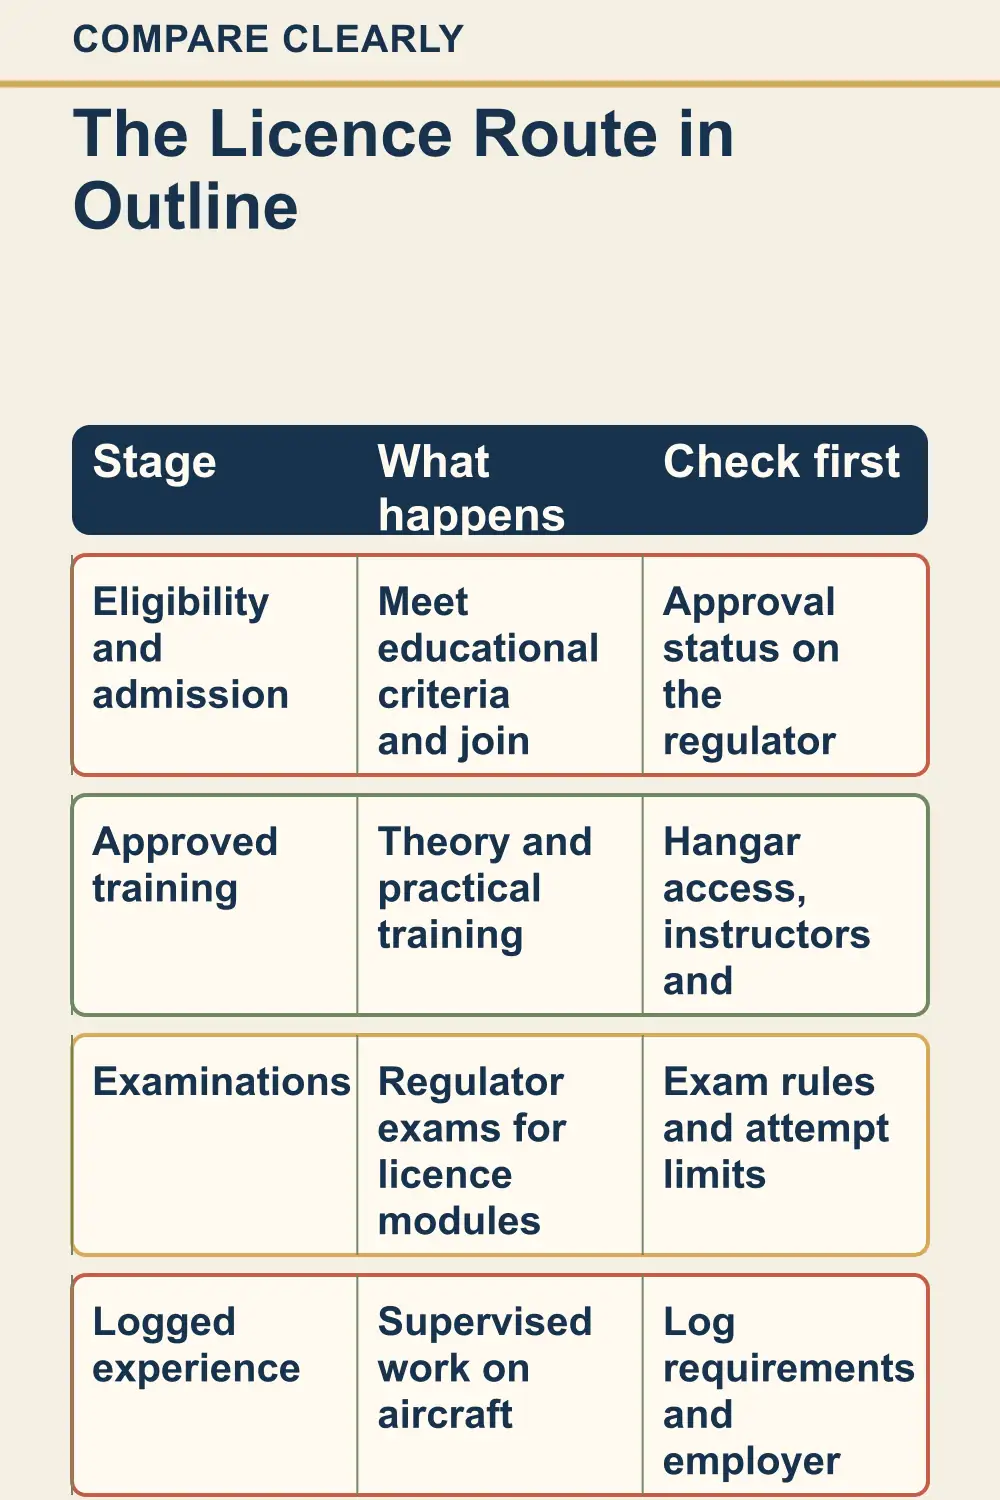 COMPARE CLEARLY
The Licence Route in
Outline
Stage
What
happens
Check first
Eligibility
and
admission
Meet
educational
criteria
and join
Approval
status on
the
regulator
Approved
training
Theory and
practical
training
Hangar
access,
instructors
and
Examinations
Regulator
exams for
licence
modules
Exam rules
and attempt
limits
Logged
experience
Supervised
work on
aircraft
Log
requirements
and
employer